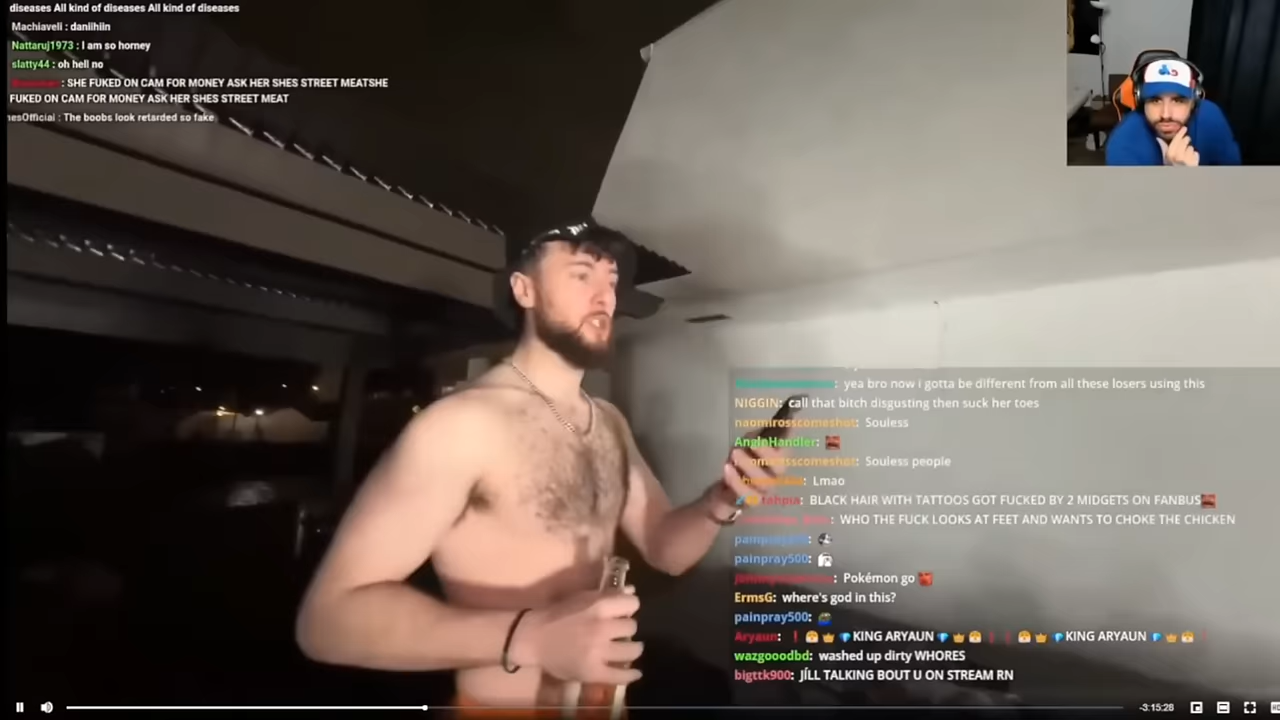 diseases All kind of diseases All kind of diseases
Machiaveli : daniihiin
Nattaruj1973 : I am so horney
slatty44 : oh hell no
: SHE FUKED ON CAM FOR MONEY ASK HER SHES STREET MEATSHE
FUKED ON CAM FOR MONEY ASK HER SHES STREET MEAT
nesOfficial : The boobs look retarded so fake
: yea bro now i gotta be different from all these losers using this
NIGGIN: call that bitch disgusting then suck her toes
naomirosscomeshot: Souless
AngleHandler:
naomirosscomeshot: Souless people
: Lmao
: BLACK HAIR WITH TATTOOS GOT FUCKED BY 2 MIDGETS ON FANBUS
: WHO THE FUCK LOOKS AT FEET AND WANTS TO CHOKE THE CHICKEN
painpray500:
painpray500:
: Pokémon go
ErmsG: where's god in this?
painpray500:
Aryaun: KING ARYAUN KING ARYAUN
wazgooodbd: washed up dirty WHORES
bigttk900: JÍLL TALKING BOUT U ON STREAM RN
-3:15:28